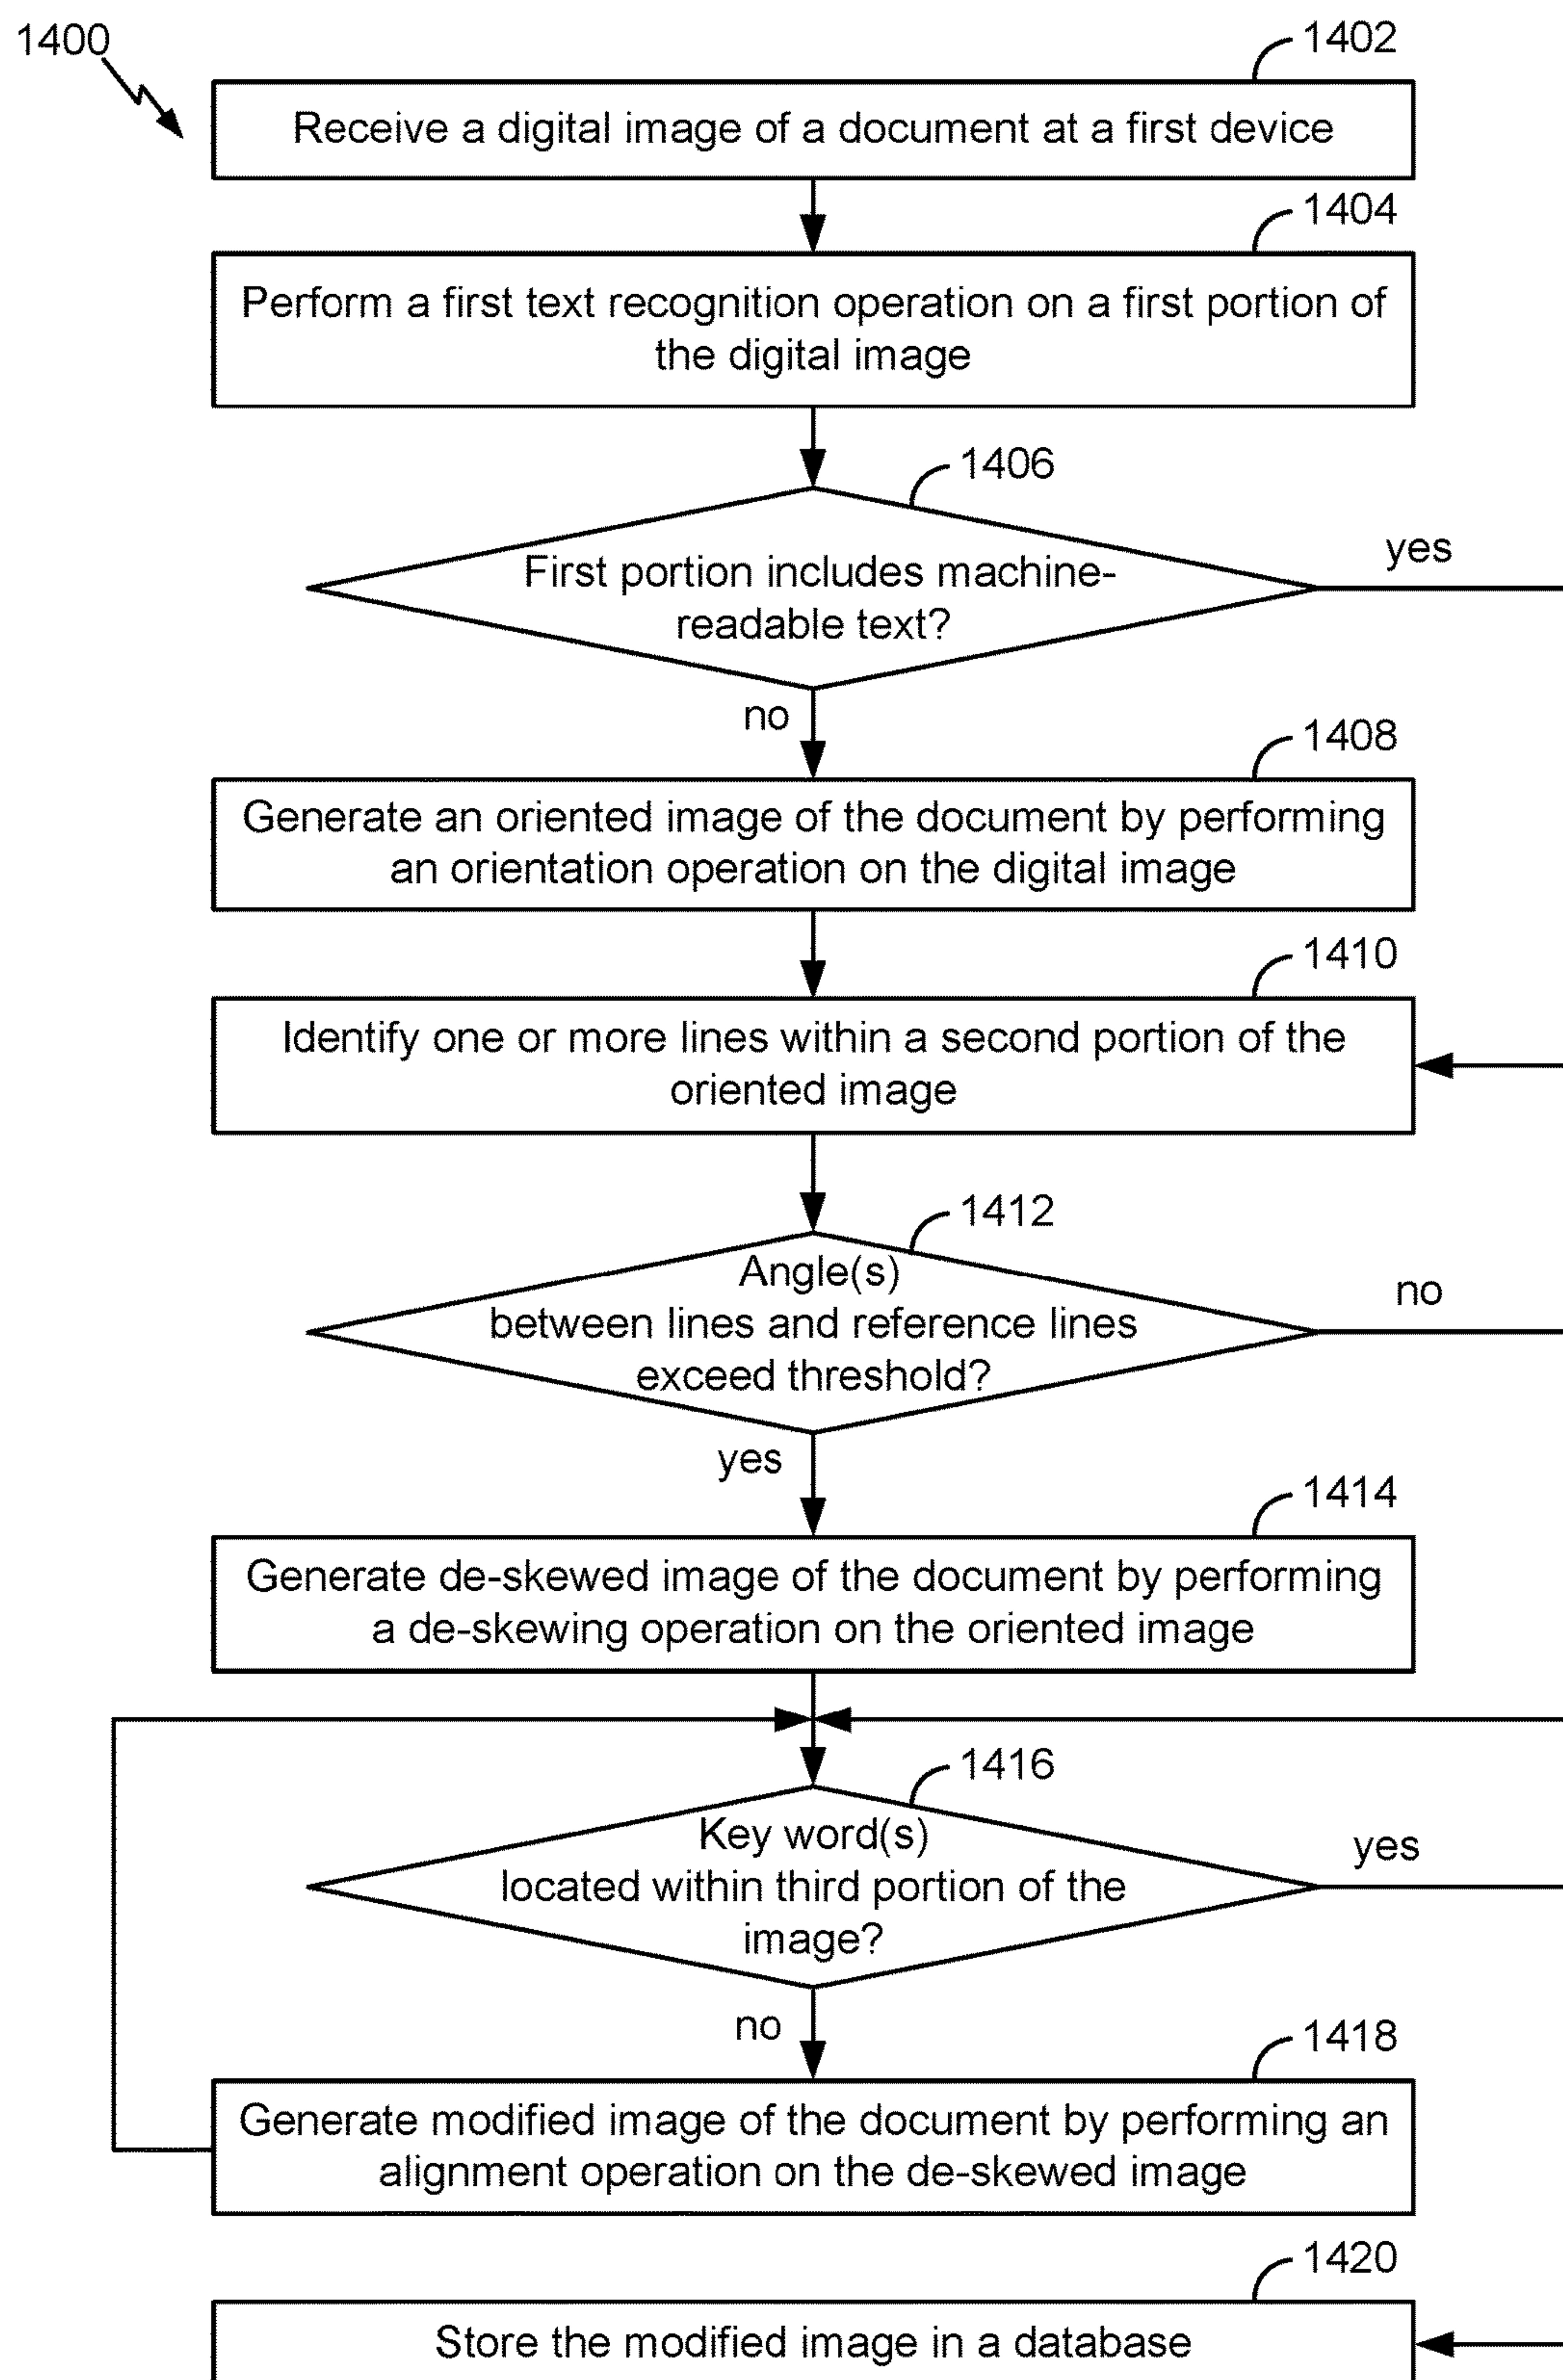 1400
1402
Receive a digital image of a document at a first device
1404
Perform a first text recognition operation on a first portion of
the digital image
1406
First portion includes machine-
readable text?
yes
no
1408
Generate an oriented image of the document by performing
an orientation operation on the digital image
1410
Identify one or more lines within a second portion of the
oriented image
1412
Angle(s)
between lines and reference lines
exceed threshold?
no
yes
1414
Generate de-skewed image of the document by performing
a de-skewing operation on the oriented image
1416
Key word(s)
located within third portion of the
image?
yes
no
1418
Generate modified image of the document by performing an
alignment operation on the de-skewed image
1420
Store the modified image in a database